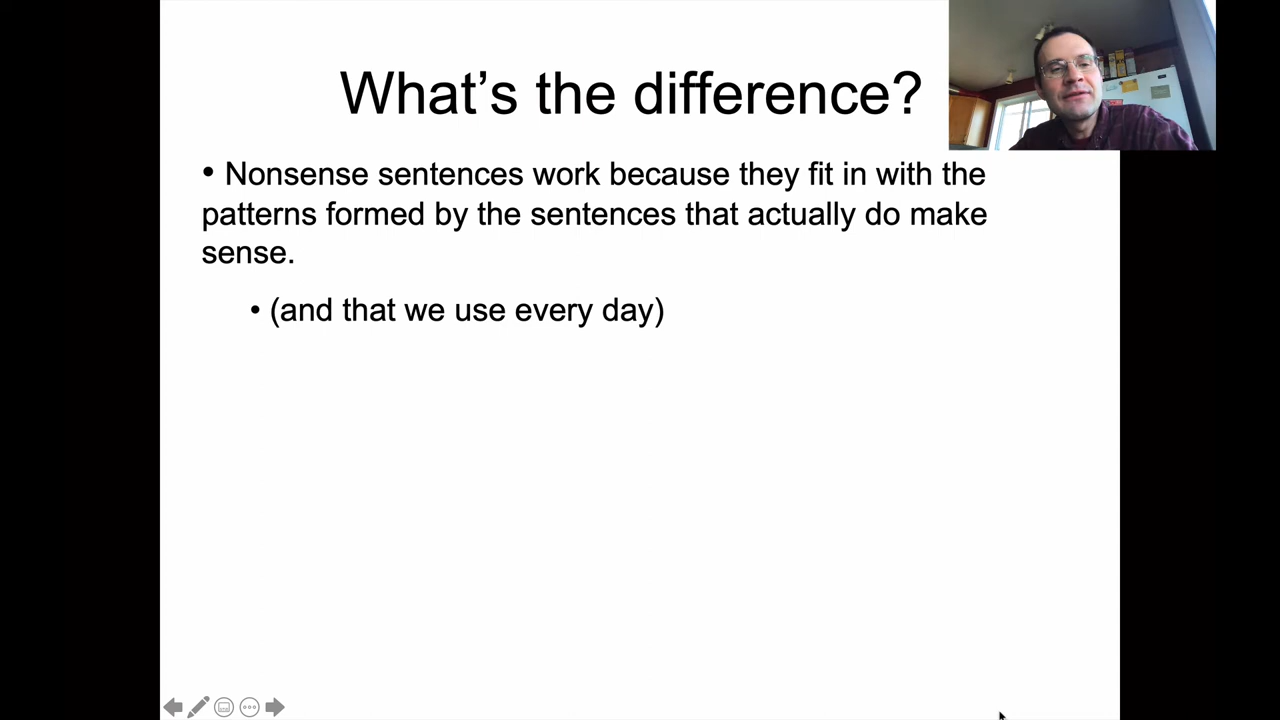 What’s the difference?
• Nonsense sentences work because they fit in with the
patterns formed by the sentences that actually do make
sense.
• (and that we use every day)